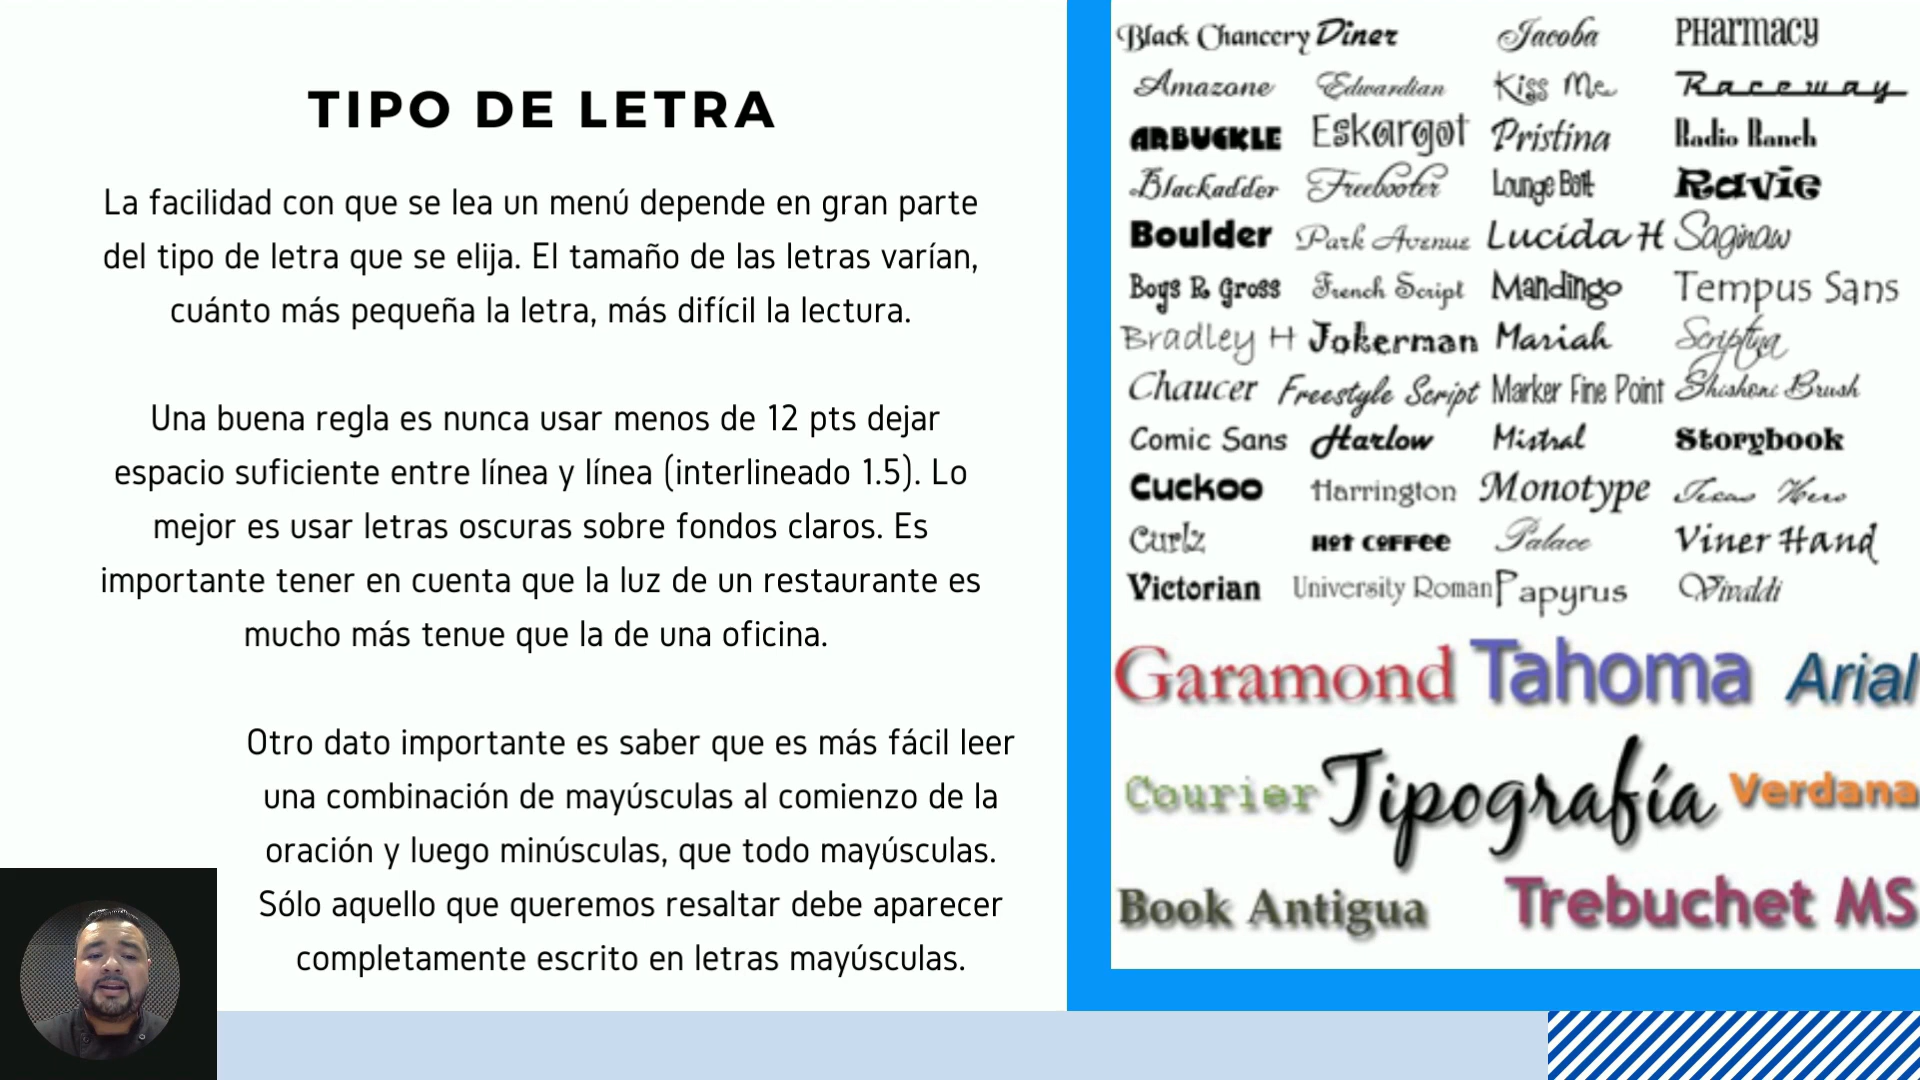 TIPO DE LETRA
La facilidad con que se lea un menú depende en gran parte
del tipo de letra que se elija. El tamaño de las letras varían,
cuánto más pequeña la letra, más difícil la lectura.
Una buena regla es nunca usar menos de 12 pts dejar
espacio suficiente entre línea y línea (interlineado 1.5). Lo
mejor es usar letras oscuras sobre fondos claros. Es
importante tener en cuenta que la luz de un restaurante es
mucho más tenue que la de una oficina.
Otro dato importante es saber que es más fácil leer
una combinación de mayúsculas al comienzo de la
oración y luego minúsculas, que todo mayúsculas.
Sólo aquello que queremos resaltar debe aparecer
completamente escrito en letras mayúsculas.
Black Chancery Diner Jacoba PHarmacy
Amazone Edwardian Kiss Me Raceway
ARBUCKLE Eskargot Pristina Radio Ranch
Blackadder Freebooter Lounge Bait Ravie
Boulder Park Avenue Lucida H Saginaw
Boys R Gross French Script Mandingo Tempus Sans
Bradley H Jokerman Mariah Scriptina
Chaucer Freestyle Script Marker Fine Point Shishoni Brush
Comic Sans Harlow Mistral Storybook
Cuckoo Harrington Monotype Texas Hero
Curlz HOT COFFEE Palace Viner Hand
Victorian University Roman Papyrus Vivaldi
Garamond Tahoma Arial
Courier Tipografía Verdana
Book Antigua Trebuchet MS